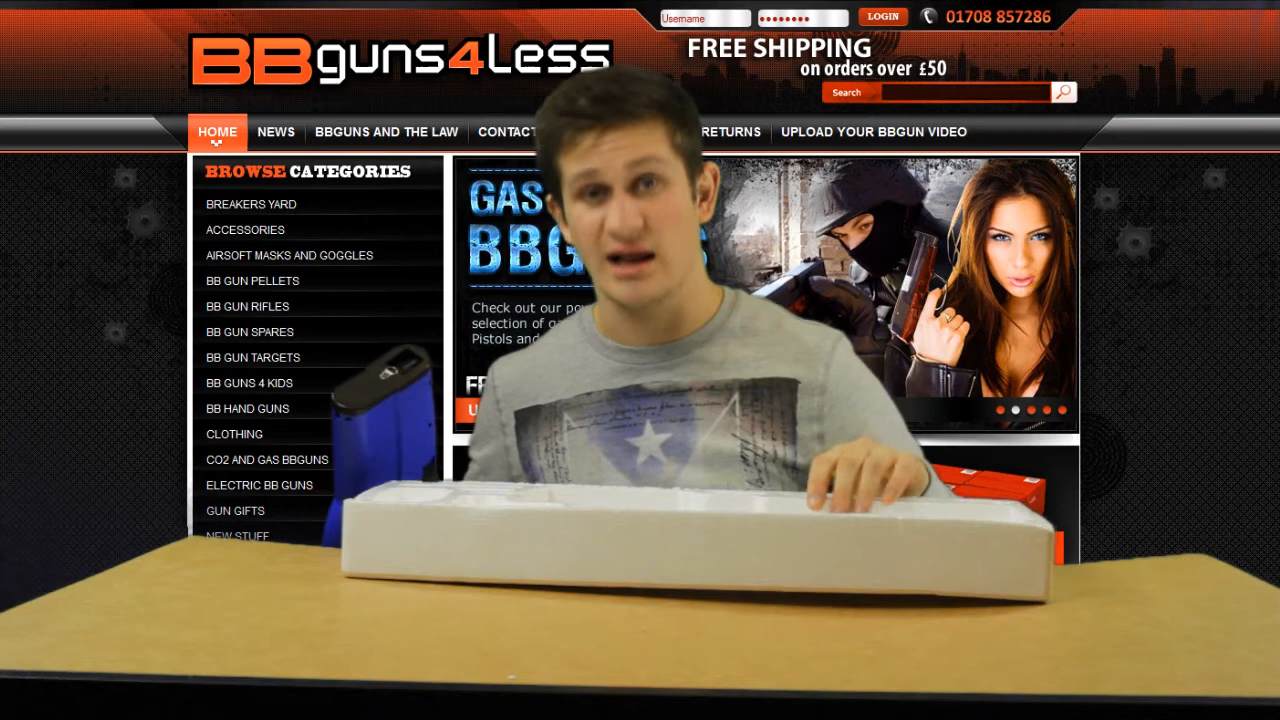 Username
LOGIN
01708 857286
BBguns4Less
FREE SHIPPING
on orders over £50
Search
HOME
NEWS
BBGUNS AND THE LAW
CONTACT
RETURNS
UPLOAD YOUR BBGUN VIDEO
BROWSE CATEGORIES
BREAKERS YARD
ACCESSORIES
AIRSOFT MASKS AND GOGGLES
BB GUN PELLETS
BB GUN RIFLES
BB GUN SPARES
BB GUN TARGETS
BB GUNS 4 KIDS
BB HAND GUNS
CLOTHING
CO2 AND GAS BBGUNS
ELECTRIC BB GUNS
GUN GIFTS
NEW STUFF
GAS
Check out our
selection of
Pistols and